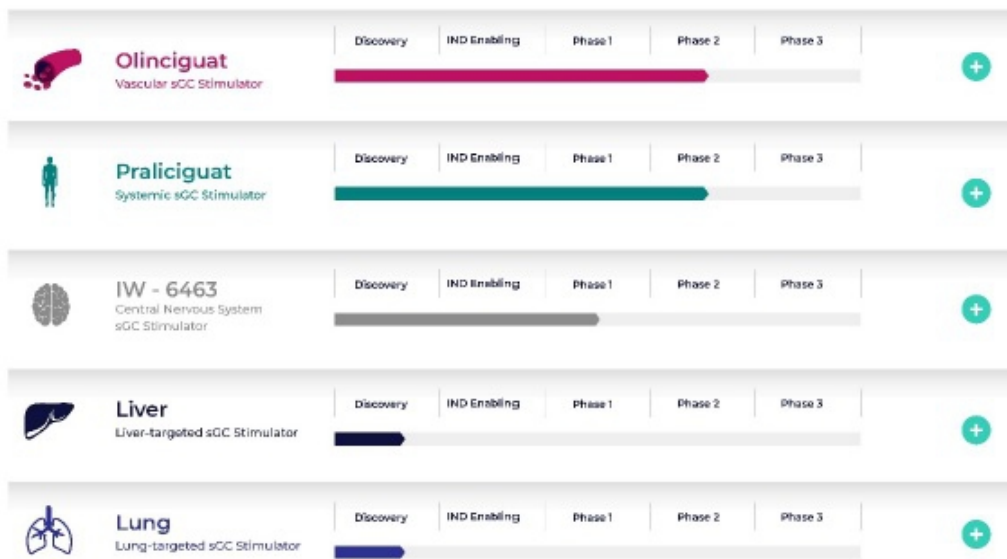 Discovery IND Enabling Phase 1 Phase 2 Phase 3
Olinciguat
Vascular sGC Stimulator
Discovery IND Enabling Phase 1 Phase 2 Phase 3
Praliciguat
Systemic sGC Stimulator
Discovery IND Enabling Phase 1 Phase 2 Phase 3
IW - 6463
Central Nervous System
sGC Stimulator
Discovery IND Enabling Phase 1 Phase 2 Phase 3
Liver
Liver-targeted sGC Stimulator
Discovery IND Enabling Phase 1 Phase 2 Phase 3
Lung
Lung-targeted sGC Stimulator